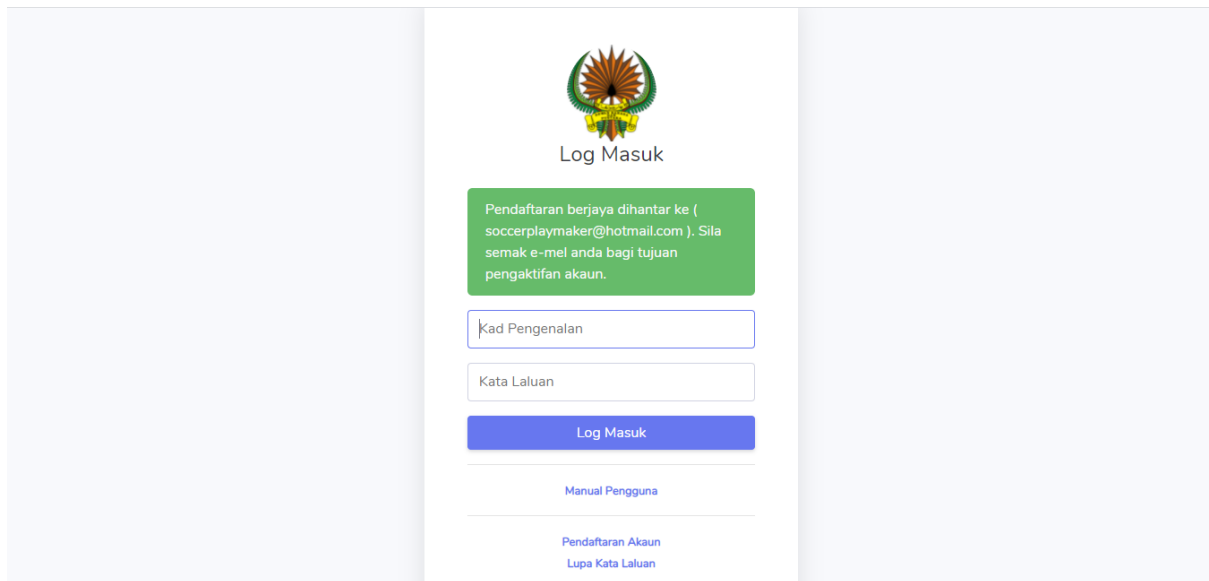 Log Masuk
Pendaftaran berjaya dihantar ke (
soccerplaymaker@hotmail.com ). Sila
semak e-mel anda bagi tujuan
pengaktifan akaun.
Kad Pengenalan
Kata Laluan
Log Masuk
Manual Pengguna
Pendaftaran Akaun
Lupa Kata Laluan